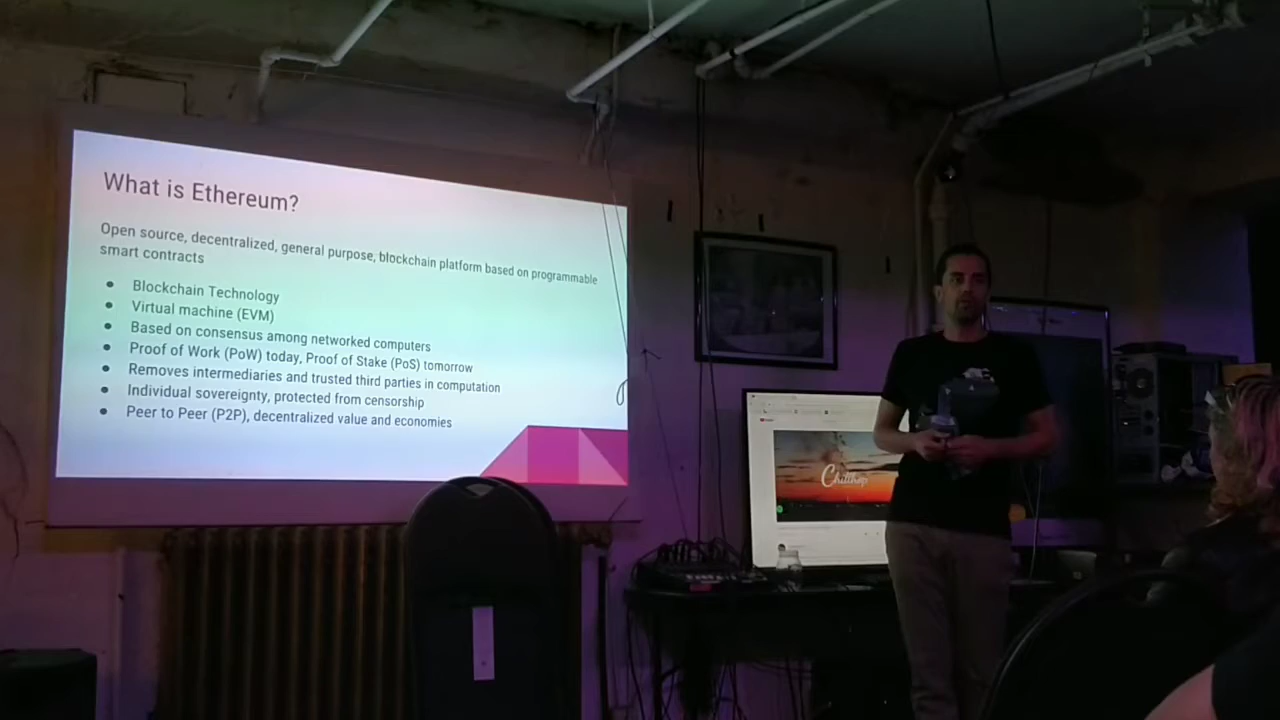 What is Ethereum?
Open source, decentralized, general purpose, blockchain platform based on programmable
smart contracts
● Blockchain Technology
● Virtual machine (EVM)
● Based on consensus among networked computers
● Proof of Work (PoW) today, Proof of Stake (PoS) tomorrow
● Removes intermediaries and trusted third parties in computation
● Individual sovereignty, protected from censorship
● Peer to Peer (P2P), decentralized value and economies
Chillhop